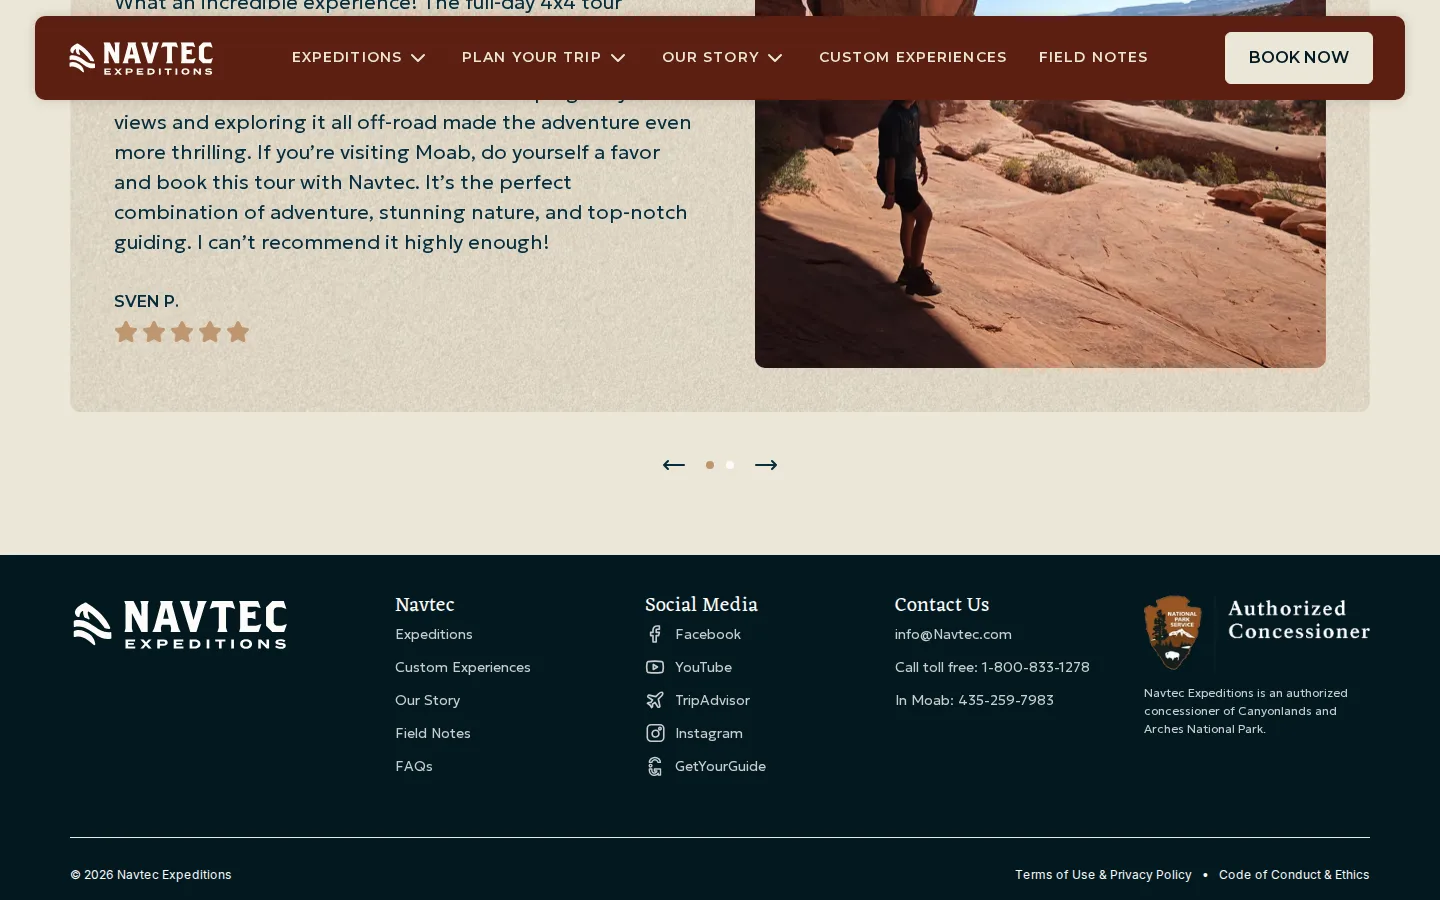 What an incredible experience! The full-day 4x4 tour
NAVTEC
EXPEDITIONS
EXPEDITIONS
PLAN YOUR TRIP
OUR STORY
CUSTOM EXPERIENCES
FIELD NOTES
BOOK NOW
views and exploring it all off-road made the adventure even
more thrilling. If you’re visiting Moab, do yourself a favor
and book this tour with Navtec. It’s the perfect
combination of adventure, stunning nature, and top-notch
guiding. I can’t recommend it highly enough!
SVEN P.
NAVTEC
EXPEDITIONS
Navtec
Expeditions
Custom Experiences
Our Story
Field Notes
FAQs
Social Media
Facebook
YouTube
TripAdvisor
Instagram
GetYourGuide
Contact Us
info@Navtec.com
Call toll free: 1-800-833-1278
In Moab: 435-259-7983
NATIONAL
PARK
SERVICE
Authorized
Concessioner
Navtec Expeditions is an authorized
concessioner of Canyonlands and
Arches National Park.
© 2026 Navtec Expeditions
Terms of Use & Privacy Policy • Code of Conduct & Ethics